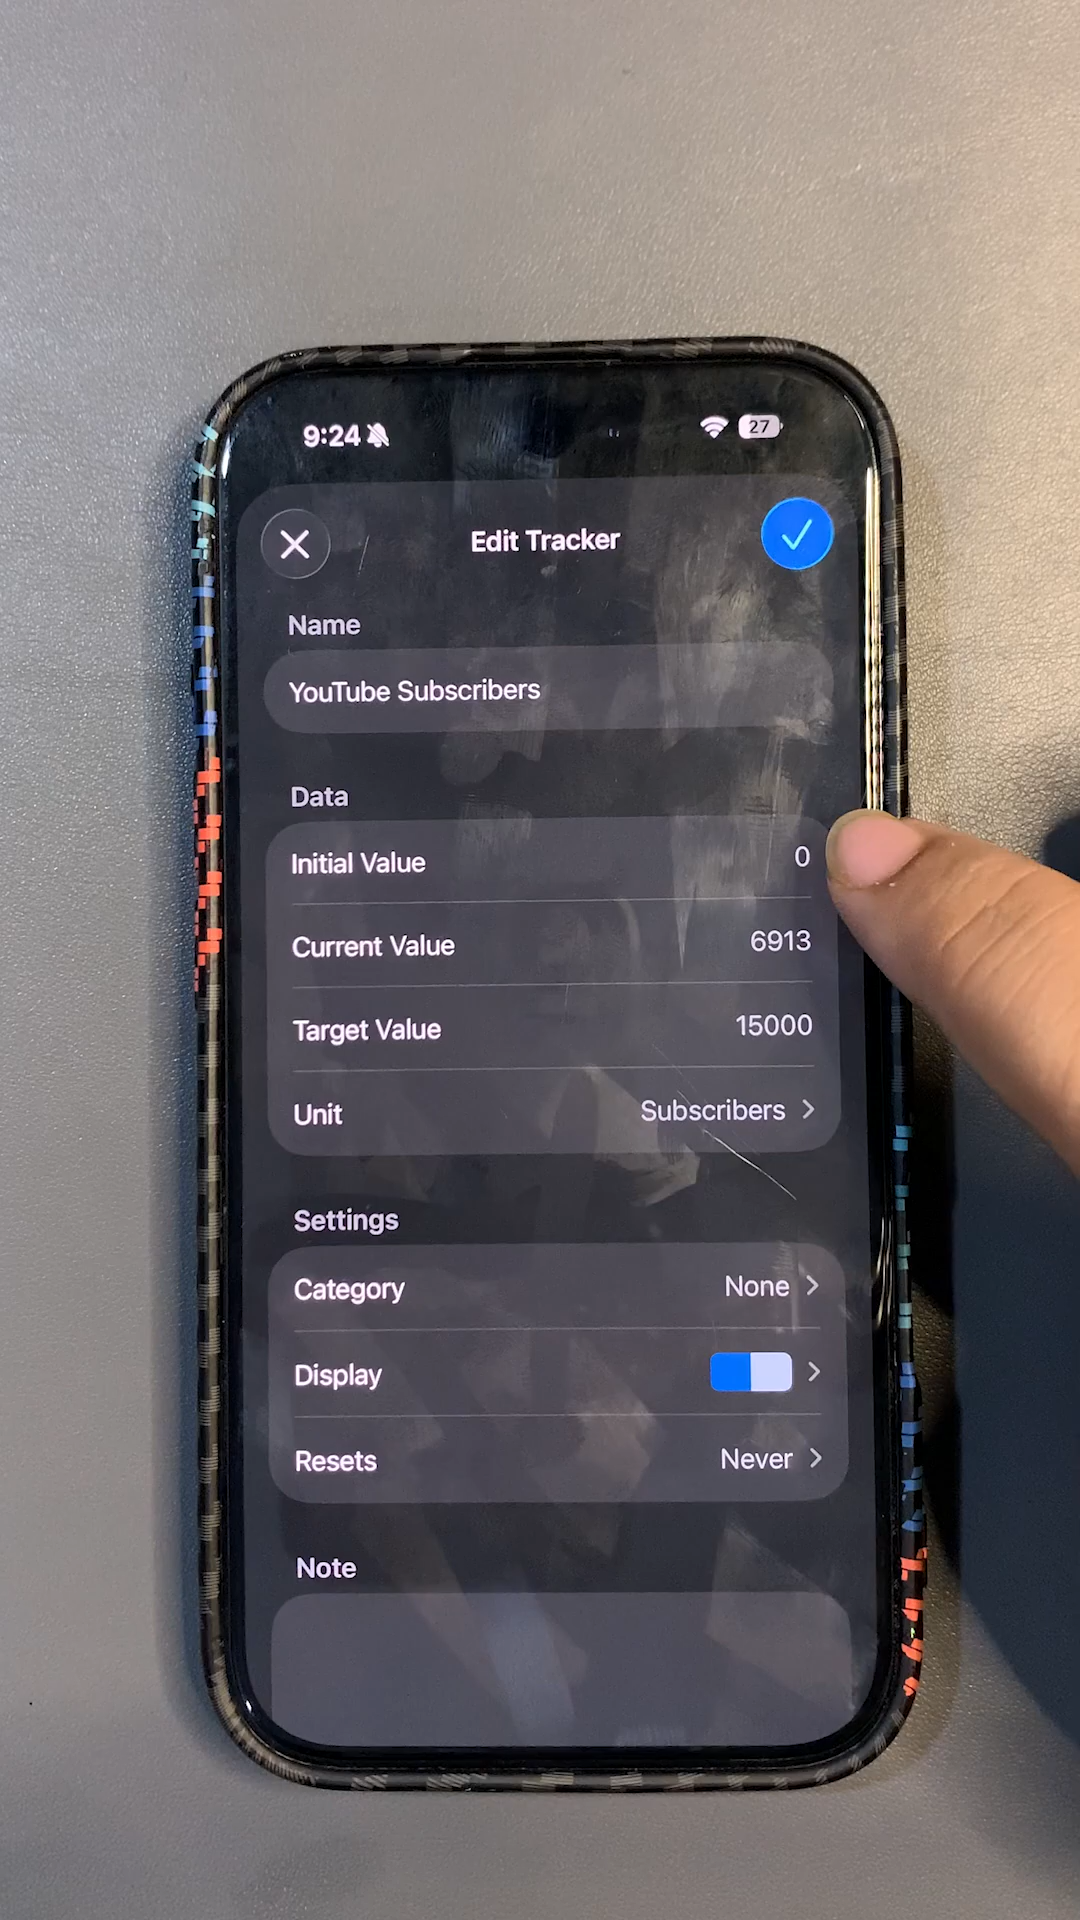 9:24 27
Edit Tracker
Name
YouTube Subscribers
Data
Initial Value 0
Current Value 6913
Target Value 15000
Unit Subscribers
Settings
Category None
Display
Resets Never
Note